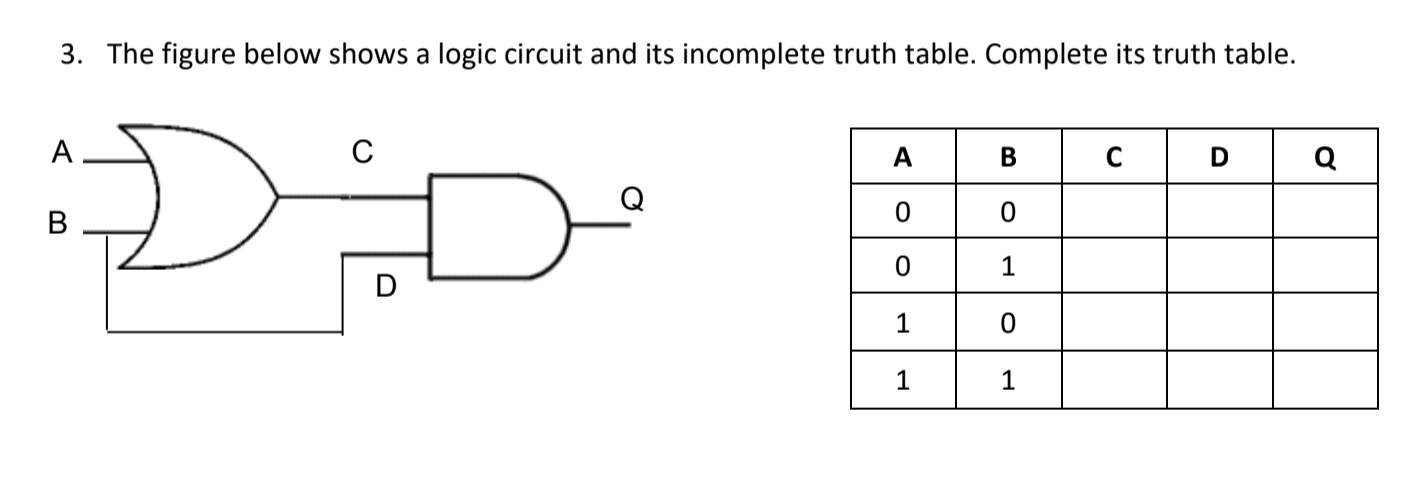 3. The figure below shows a logic circuit and its incomplete truth table. Complete its truth table.
A
B
C
D
Q
A B C D Q
0 0
0 1
1 0
1 1